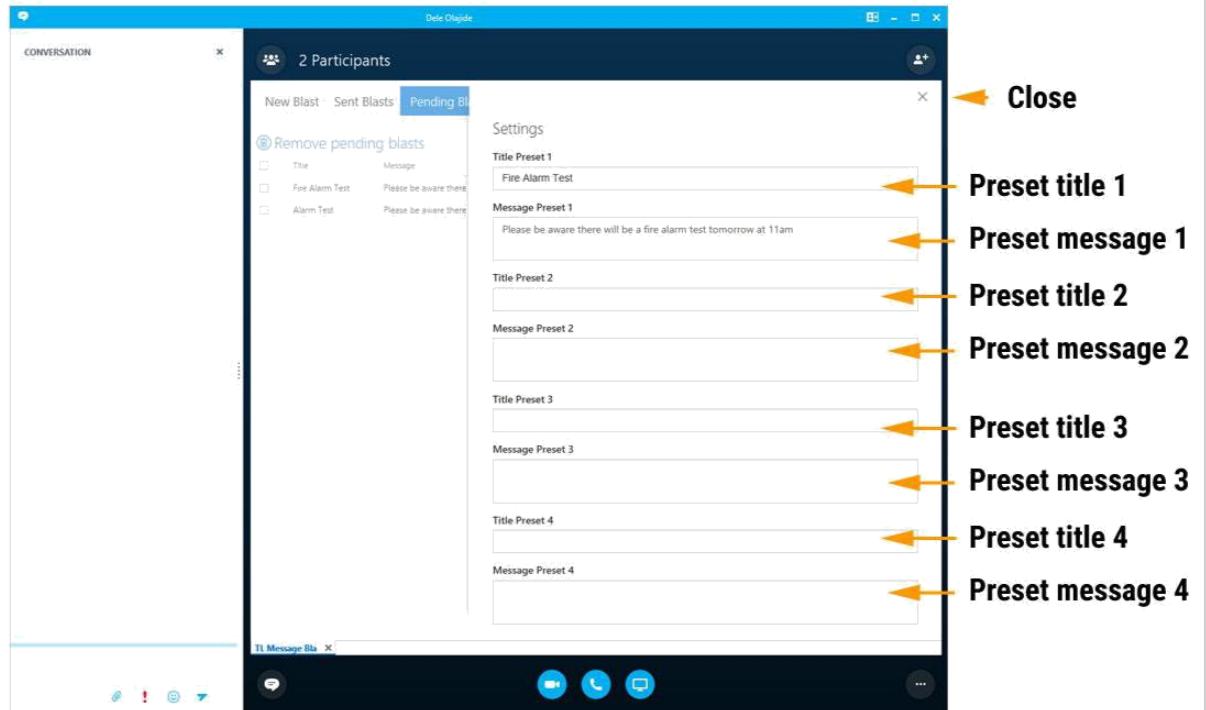 Dele Olajide
CONVERSATION
2 Participants
New Blast Sent Blasts Pending Bl
Remove pending blasts
Title Message
Fire Alarm Test Please be aware there
Alarm Test Please be aware there
Settings
Title Preset 1
Fire Alarm Test
Message Preset 1
Please be aware there will be a fire alarm test tomorrow at 11am
Title Preset 2
Message Preset 2
Title Preset 3
Message Preset 3
Title Preset 4
Message Preset 4
TL Message Bla
Close
Preset title 1
Preset message 1
Preset title 2
Preset message 2
Preset title 3
Preset message 3
Preset title 4
Preset message 4